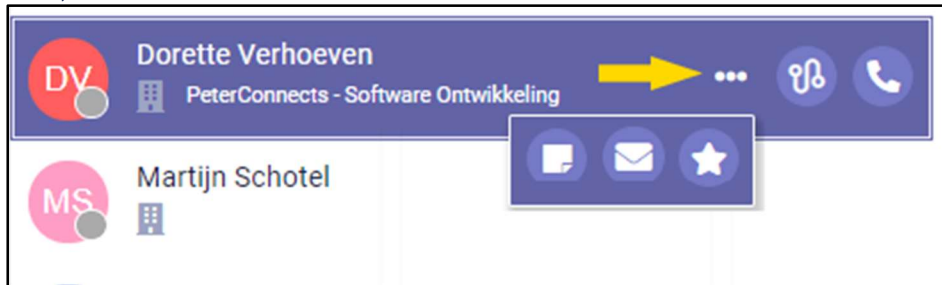 DV
Dorette Verhoeven
PeterConnects - Software Ontwikkeling
MS
Martijn Schotel